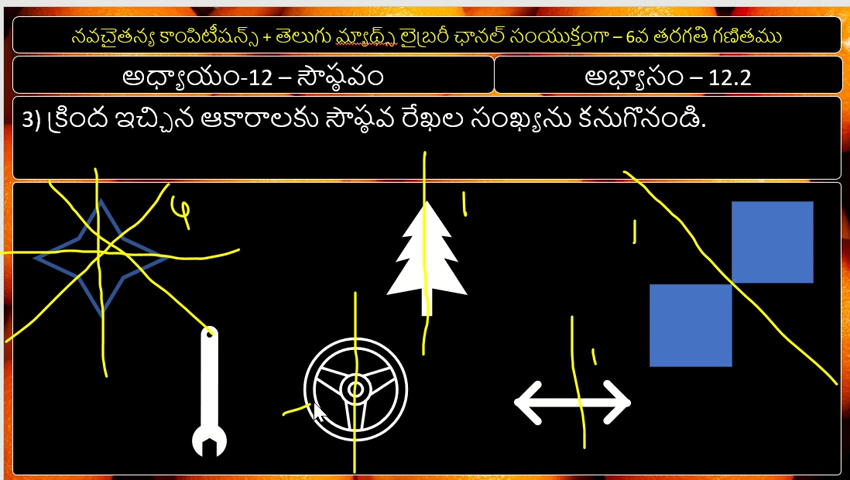 నవచైతన్య కాంపిటీషన్స్ + తెలుగు మ్యాథ్స్ లైబ్రరీ ఛానల్ సంయుక్తంగా – 6వ తరగతి గణితము
అధ్యాయం-12 – సౌష్ఠవం
అభ్యాసం – 12.2
3) క్రింద ఇచ్చిన ఆకారాలకు సౌష్ఠవ రేఖల సంఖ్యను కనుగొనండి.
4
1
1
1